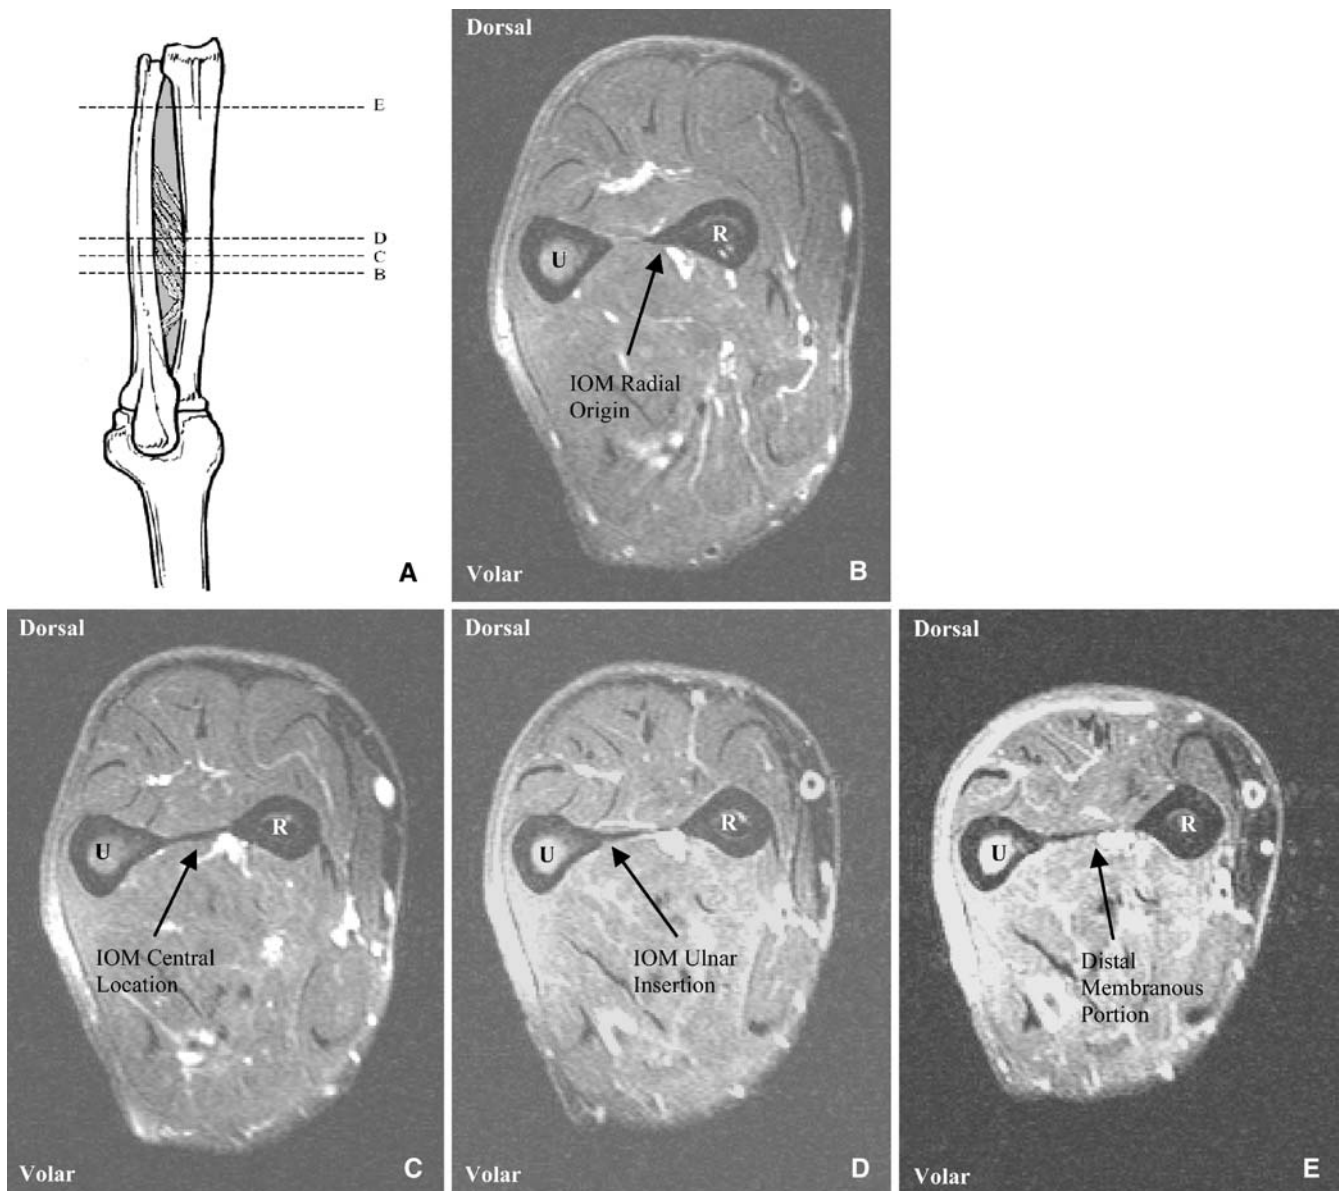 E
D
C
B
A
Dorsal
R
U
IOM Radial
Origin
Volar
B
Dorsal
R
U
IOM Central
Location
Volar
C
Dorsal
R
U
IOM Ulnar
Insertion
Volar
D
Dorsal
R
U
Distal
Membranous
Portion
Volar
E